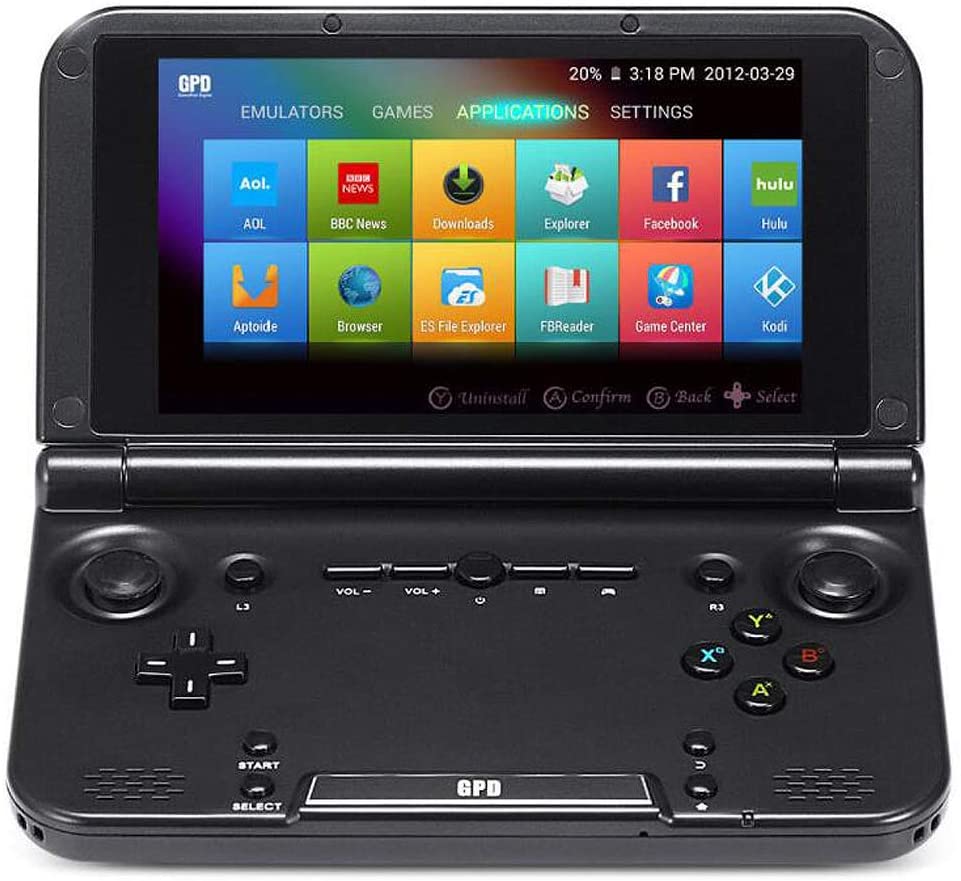 GPD
20% 3:18 PM 2012-03-29
EMULATORS GAMES APPLICATIONS SETTINGS
Aol. BBC NEWS hulu
AOL BBC News Downloads Explorer Facebook Hulu
ES
Aptoide Browser ES File Explorer FBReader Game Center Kodi
Y Uninstall A Confirm B Back Select
VOL - VOL +
L3 R3
Y
X B
A
START
SELECT
GPD